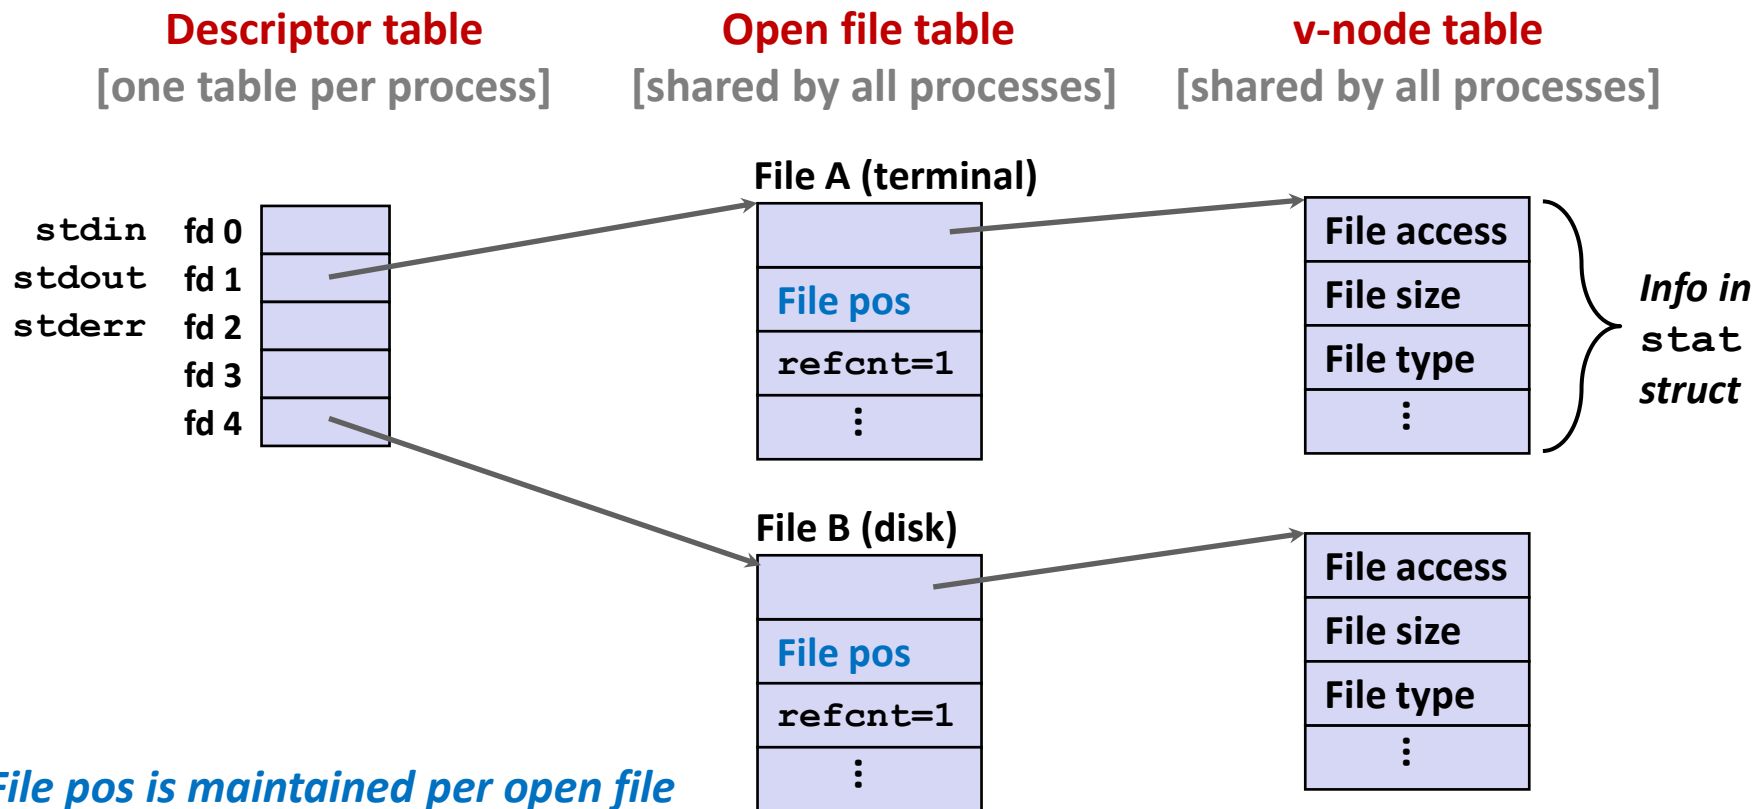 Descriptor table
[one table per process]
Open file table
[shared by all processes]
v-node table
[shared by all processes]
stdin fd 0
stdout fd 1
stderr fd 2
fd 3
fd 4
File A (terminal)
File pos
refcnt=1
⋮
File access
File size
File type
⋮
Info in
stat
struct
File B (disk)
File pos
refcnt=1
⋮
File access
File size
File type
⋮
File pos is maintained per open file